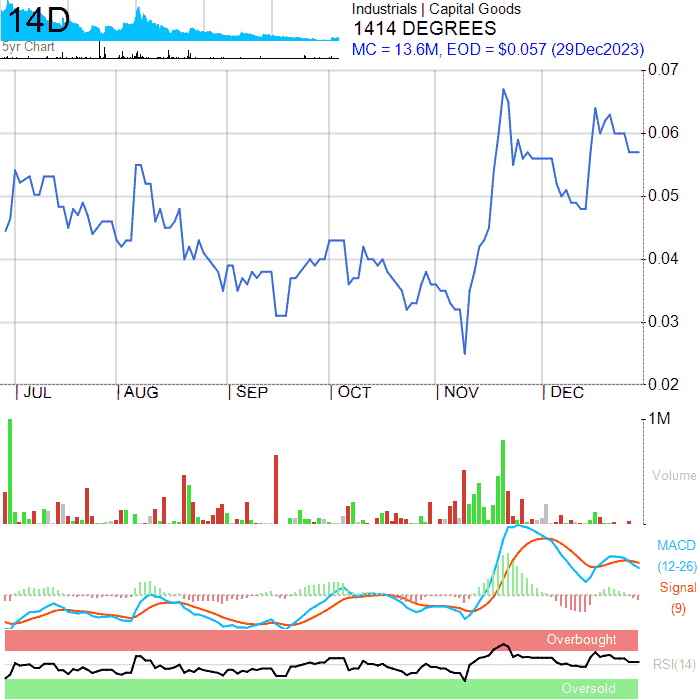 14D
5yr Chart
Industrials | Capital Goods
1414 DEGREES
MC = 13.6M, EOD = $0.057 (29Dec2023)
0.07
0.06
0.05
0.04
0.03
0.02
JUL AUG SEP OCT NOV DEC
1M
Volume
MACD
(12-26)
Signal
(9)
Overbought
RSI(14)
Oversold